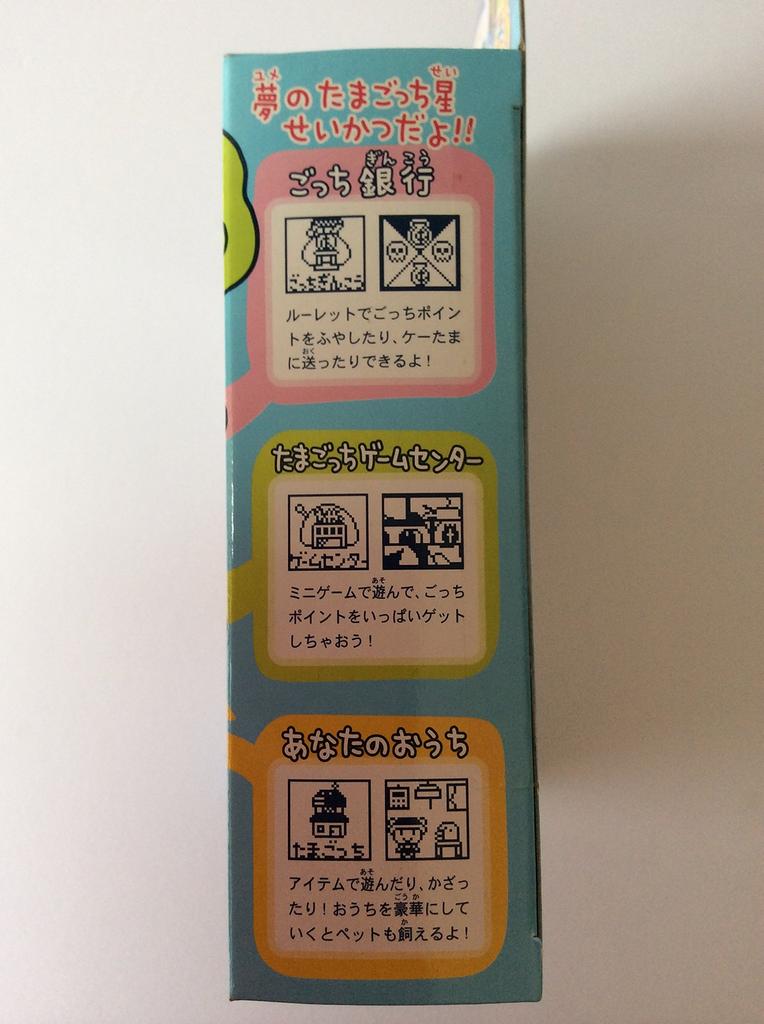 夢のたまごっち星
せいかつだよ!!
ごっち銀行
ごっちぎんこう
ルーレットでごっちポイン
トをふやしたり、ケーたま
に送ったりできるよ!
たまごっちゲームセンター
ゲームセンター
ミニゲームで遊んで、ごっち
ポイントをいっぱいゲット
しちゃおう!
あなたのおうち
たまごっち
アイテムで遊んだり、かざっ
たり!おうちを豪華にして
いくとペットも飼えるよ!